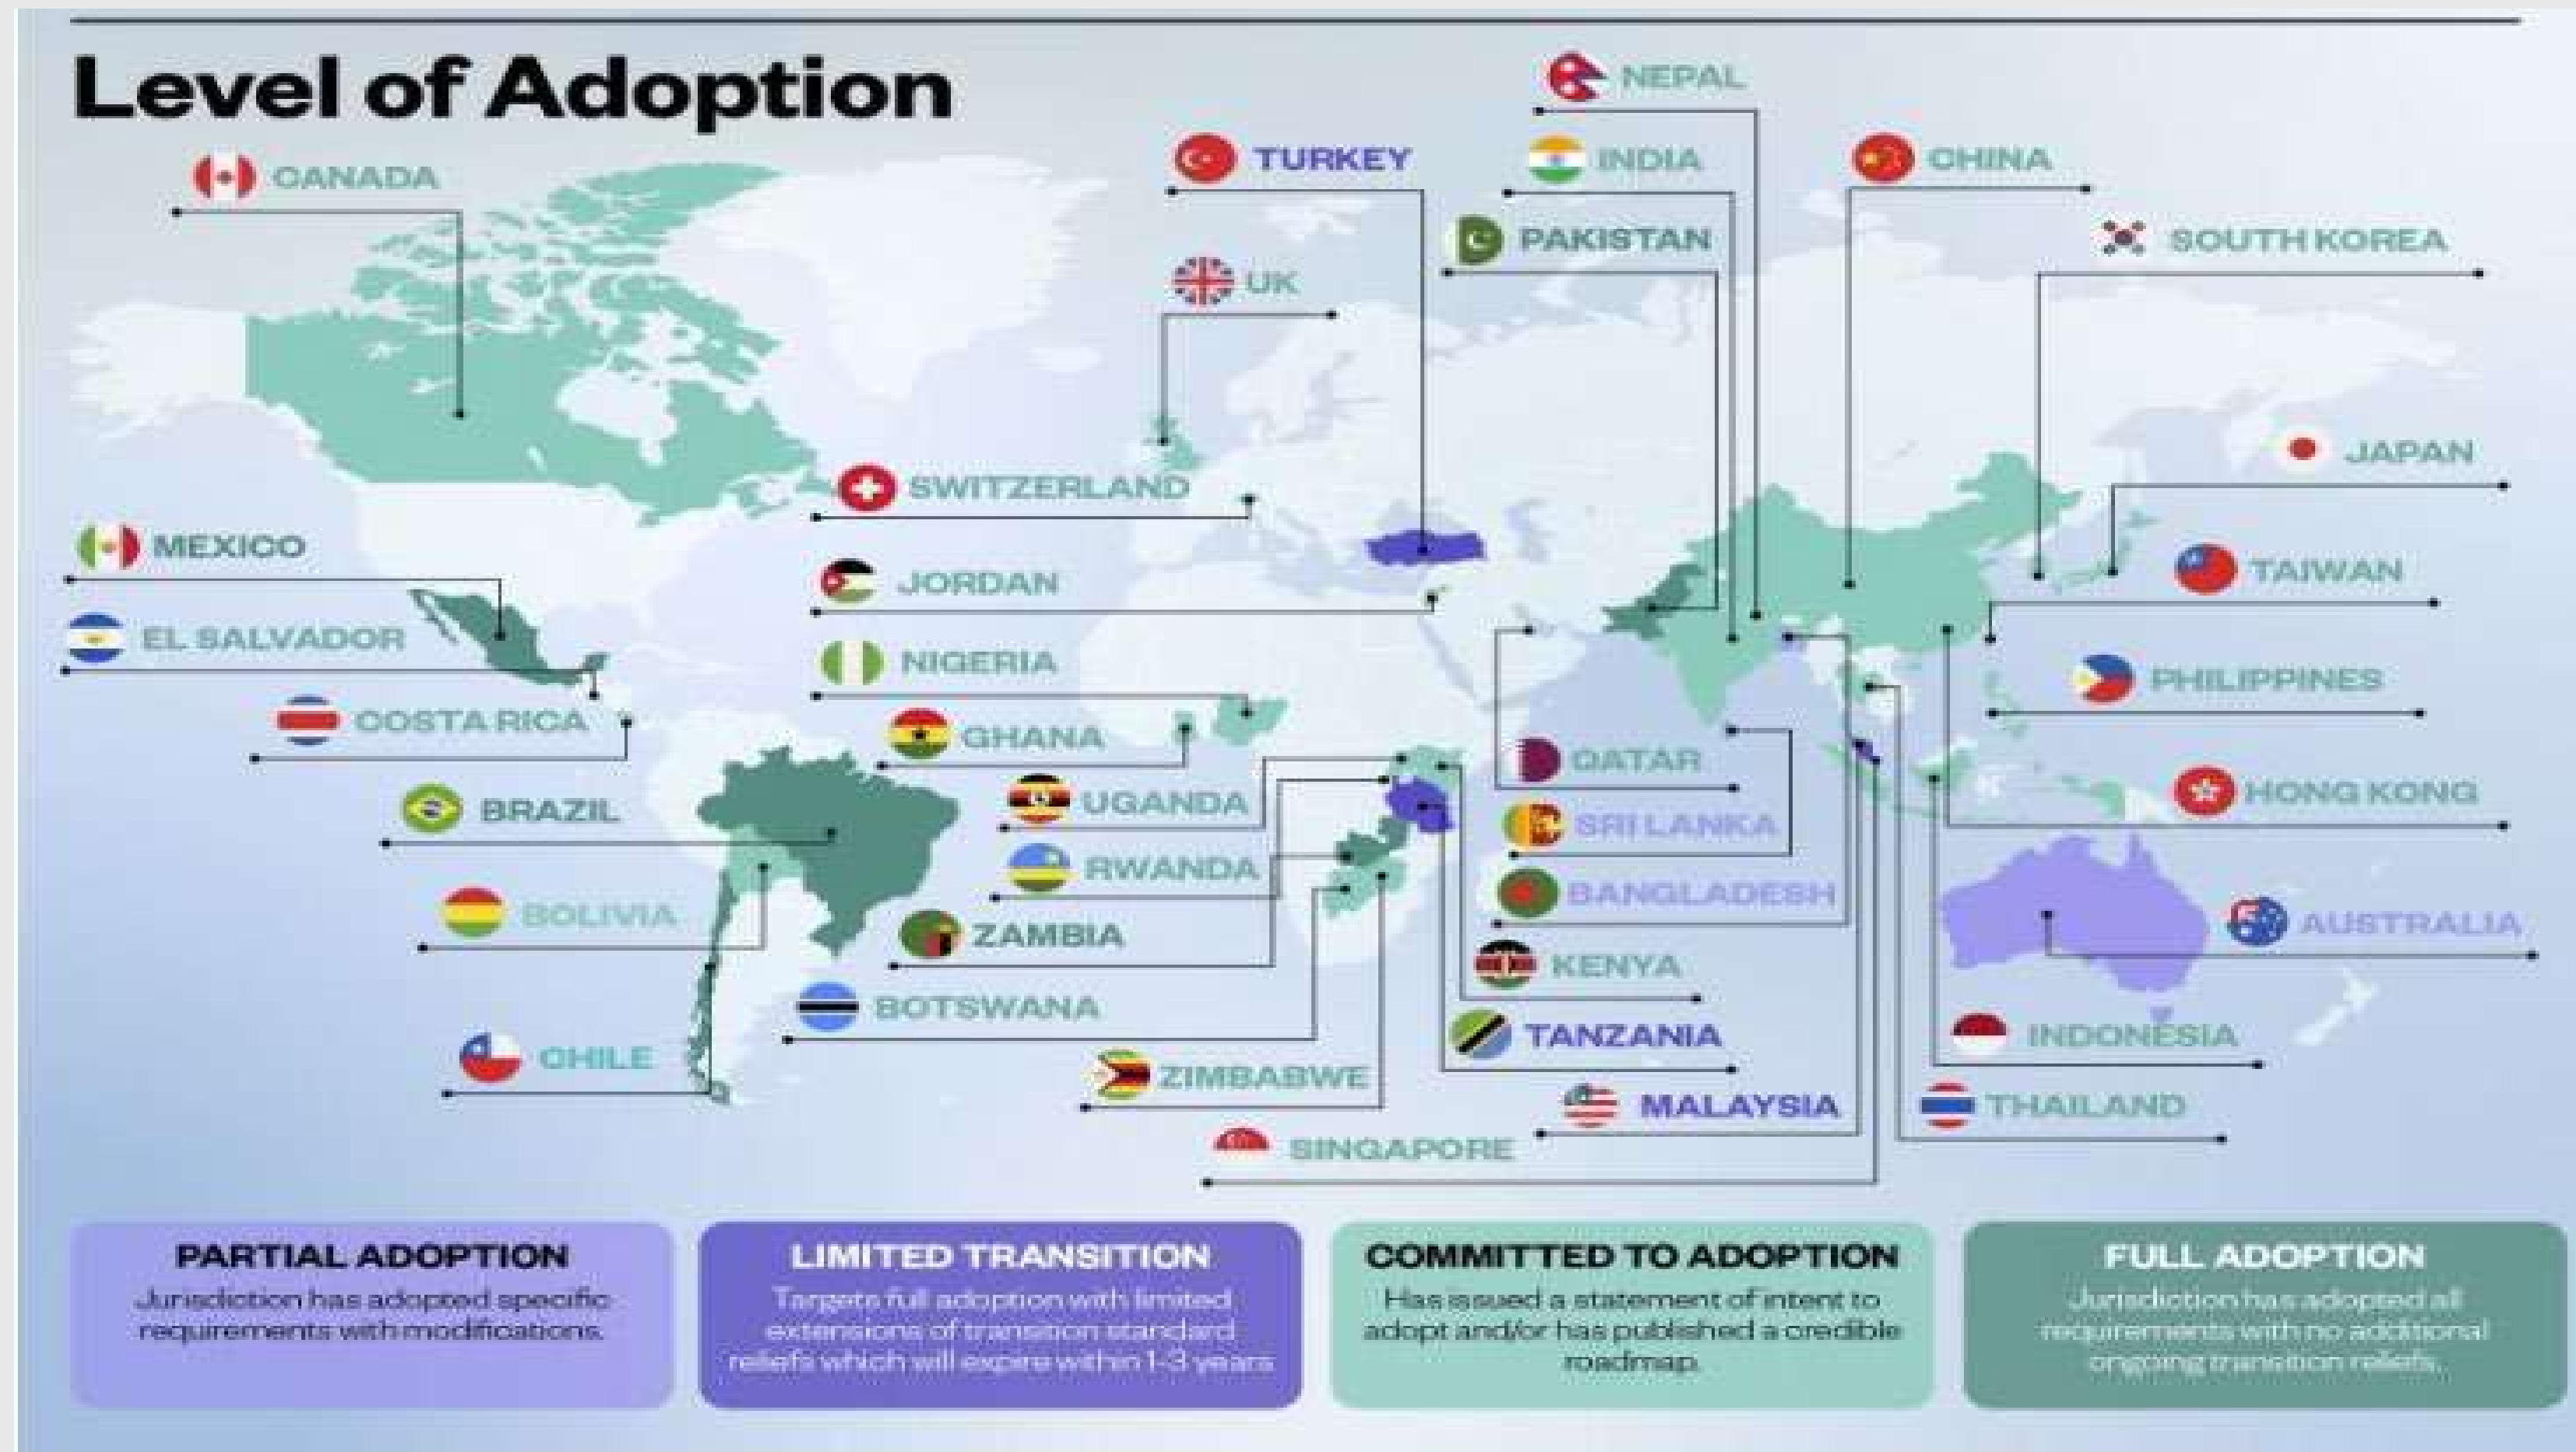 Level of Adoption
NEPAL
TURKEY
INDIA
CHINA
CANADA
PAKISTAN
SOUTH KOREA
UK
JAPAN
SWITZERLAND
MEXICO
TAIWAN
JORDAN
EL SALVADOR
NIGERIA
PHILIPPINES
COSTA RICA
GHANA
QATAR
HONG KONG
BRAZIL
UGANDA
SRI LANKA
RWANDA
BANGLADESH
BOLIVIA
AUSTRALIA
ZAMBIA
KENYA
BOTSWANA
TANZANIA
INDONESIA
CHILE
ZIMBABWE
MALAYSIA
THAILAND
SINGAPORE
PARTIAL ADOPTION
Jurisdiction has adopted specific
requirements with modifications.
LIMITED TRANSITION
Targets full adoption with limited
extensions of transition standard
reliefs which will expire within 1-3 years
COMMITTED TO ADOPTION
Has issued a statement of intent to
adopt and/or has published a credible
roadmap.
FULL ADOPTION
Jurisdiction has adopted all
requirements with no additional
ongoing transition reliefs.